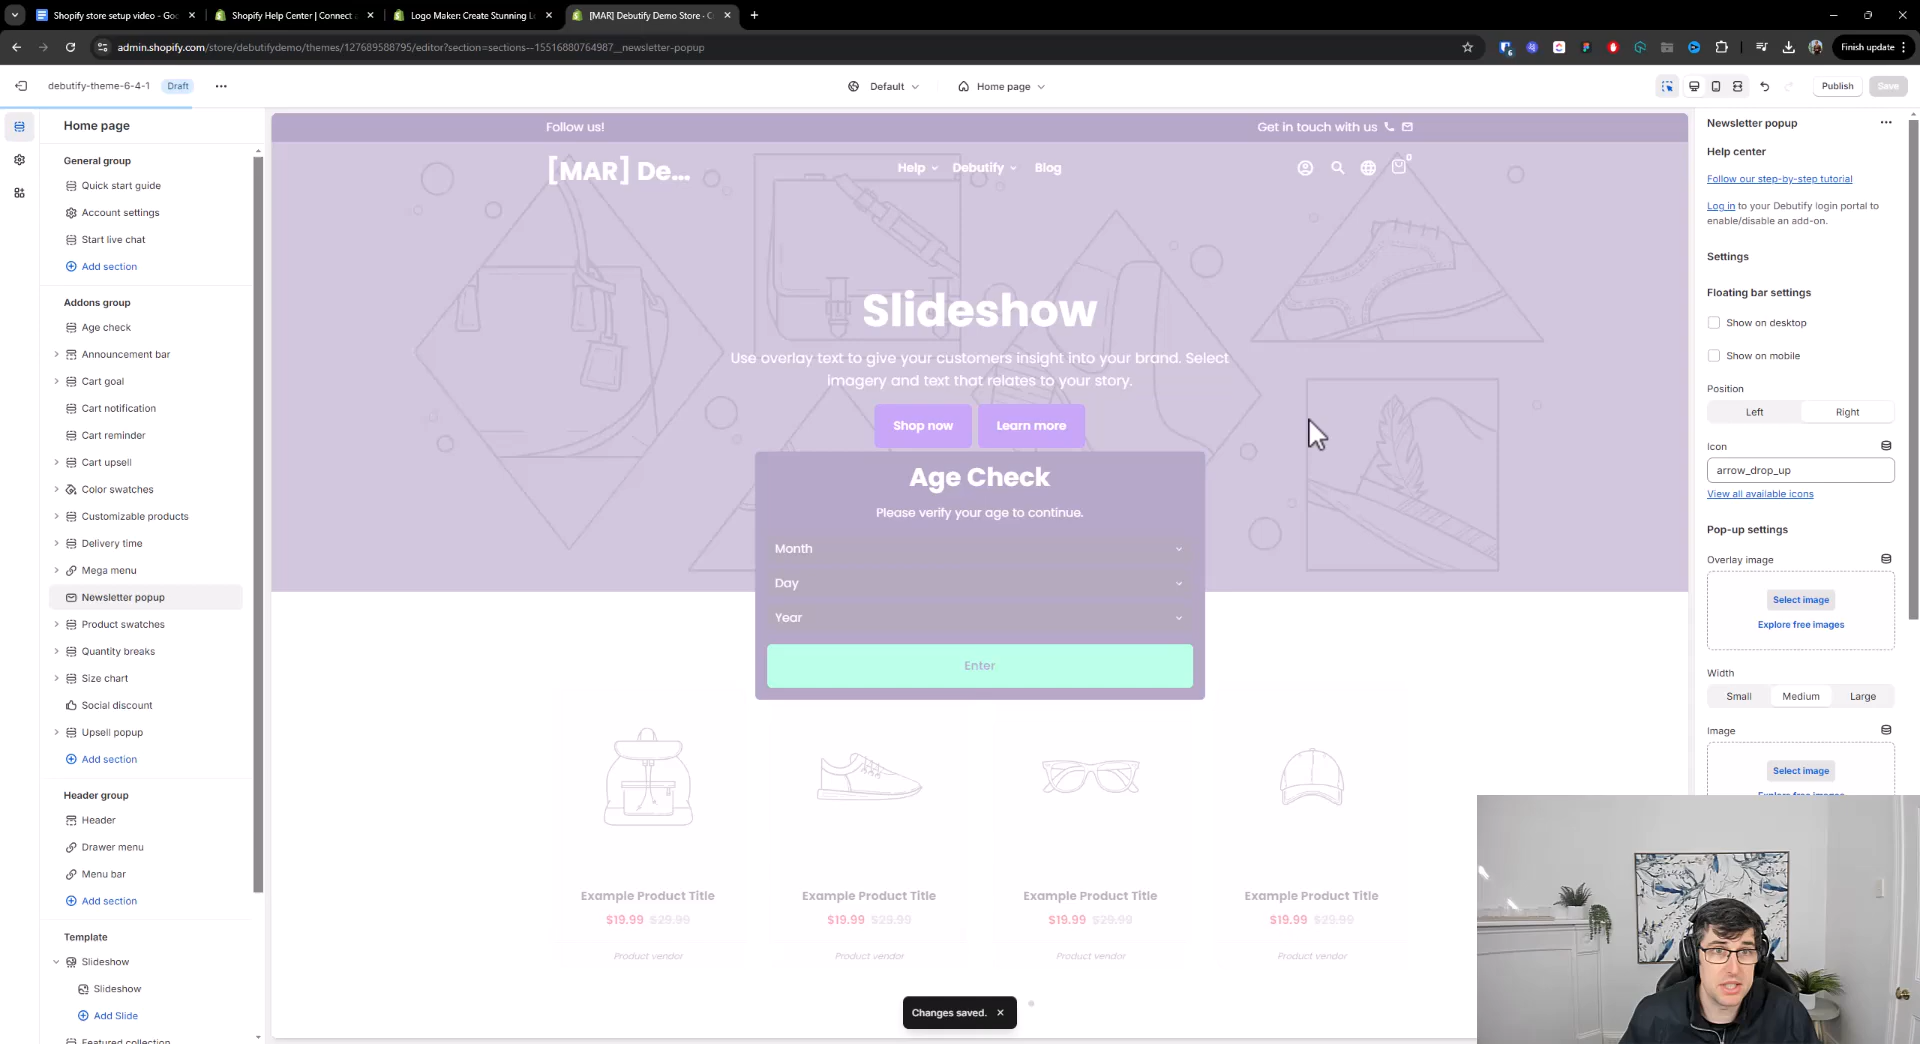 Shopify store setup video - Goo
Shopify Help Center | Connect a
Logo Maker: Create Stunning Lo
[MAR] Debutify Demo Store · C
admin.shopify.com/store/debutifydemo/themes/127689588795/editor?section=sections--15516880764987__newsletter-popup
Finish update
debutify-theme-6-4-1
Draft
Default
Home page
Publish
Save
Home page
General group
Quick start guide
Account settings
Start live chat
Add section
Addons group
Age check
Announcement bar
Cart goal
Cart notification
Cart reminder
Cart upsell
Color swatches
Customizable products
Delivery time
Mega menu
Newsletter popup
Product swatches
Quantity breaks
Size chart
Social discount
Upsell popup
Add section
Header group
Header
Drawer menu
Menu bar
Add section
Template
Slideshow
Slideshow
Add Slide
Featured collection
Follow us!
Get in touch with us
[MAR] De...
Help
Debutify
Blog
0
Slideshow
Use overlay text to give your customers insight into your brand. Select
imagery and text that relates to your story.
Shop now
Learn more
Age Check
Please verify your age to continue.
Month
Day
Year
Enter
Example Product Title
$19.99 $29.99
Product vendor
Example Product Title
$19.99 $29.99
Product vendor
Example Product Title
$19.99 $29.99
Product vendor
Example Product Title
$19.99 $29.99
Product vendor
Changes saved.
Newsletter popup
Help center
Follow our step-by-step tutorial
Log in to your Debutify login portal to
enable/disable an add-on.
Settings
Floating bar settings
Show on desktop
Show on mobile
Position
Left
Right
Icon
arrow_drop_up
View all available icons
Pop-up settings
Overlay image
Select image
Explore free images
Width
Small
Medium
Large
Image
Select image
Explore free images